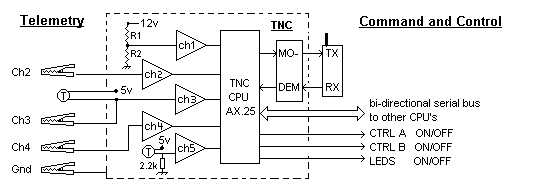 Telemetry
TNC
Command and Control
12v
R1
R2
ch1
MO-
TX
Ch2
ch2
TNC
CPU
AX.25
DEM
RX
T
5v
ch3
bi-directional serial bus
to other CPU's
Ch3
ch4
CTRL A ON/OFF
Ch4
5v
T
ch5
CTRL B ON/OFF
2.2k
LEDS ON/OFF
Gnd